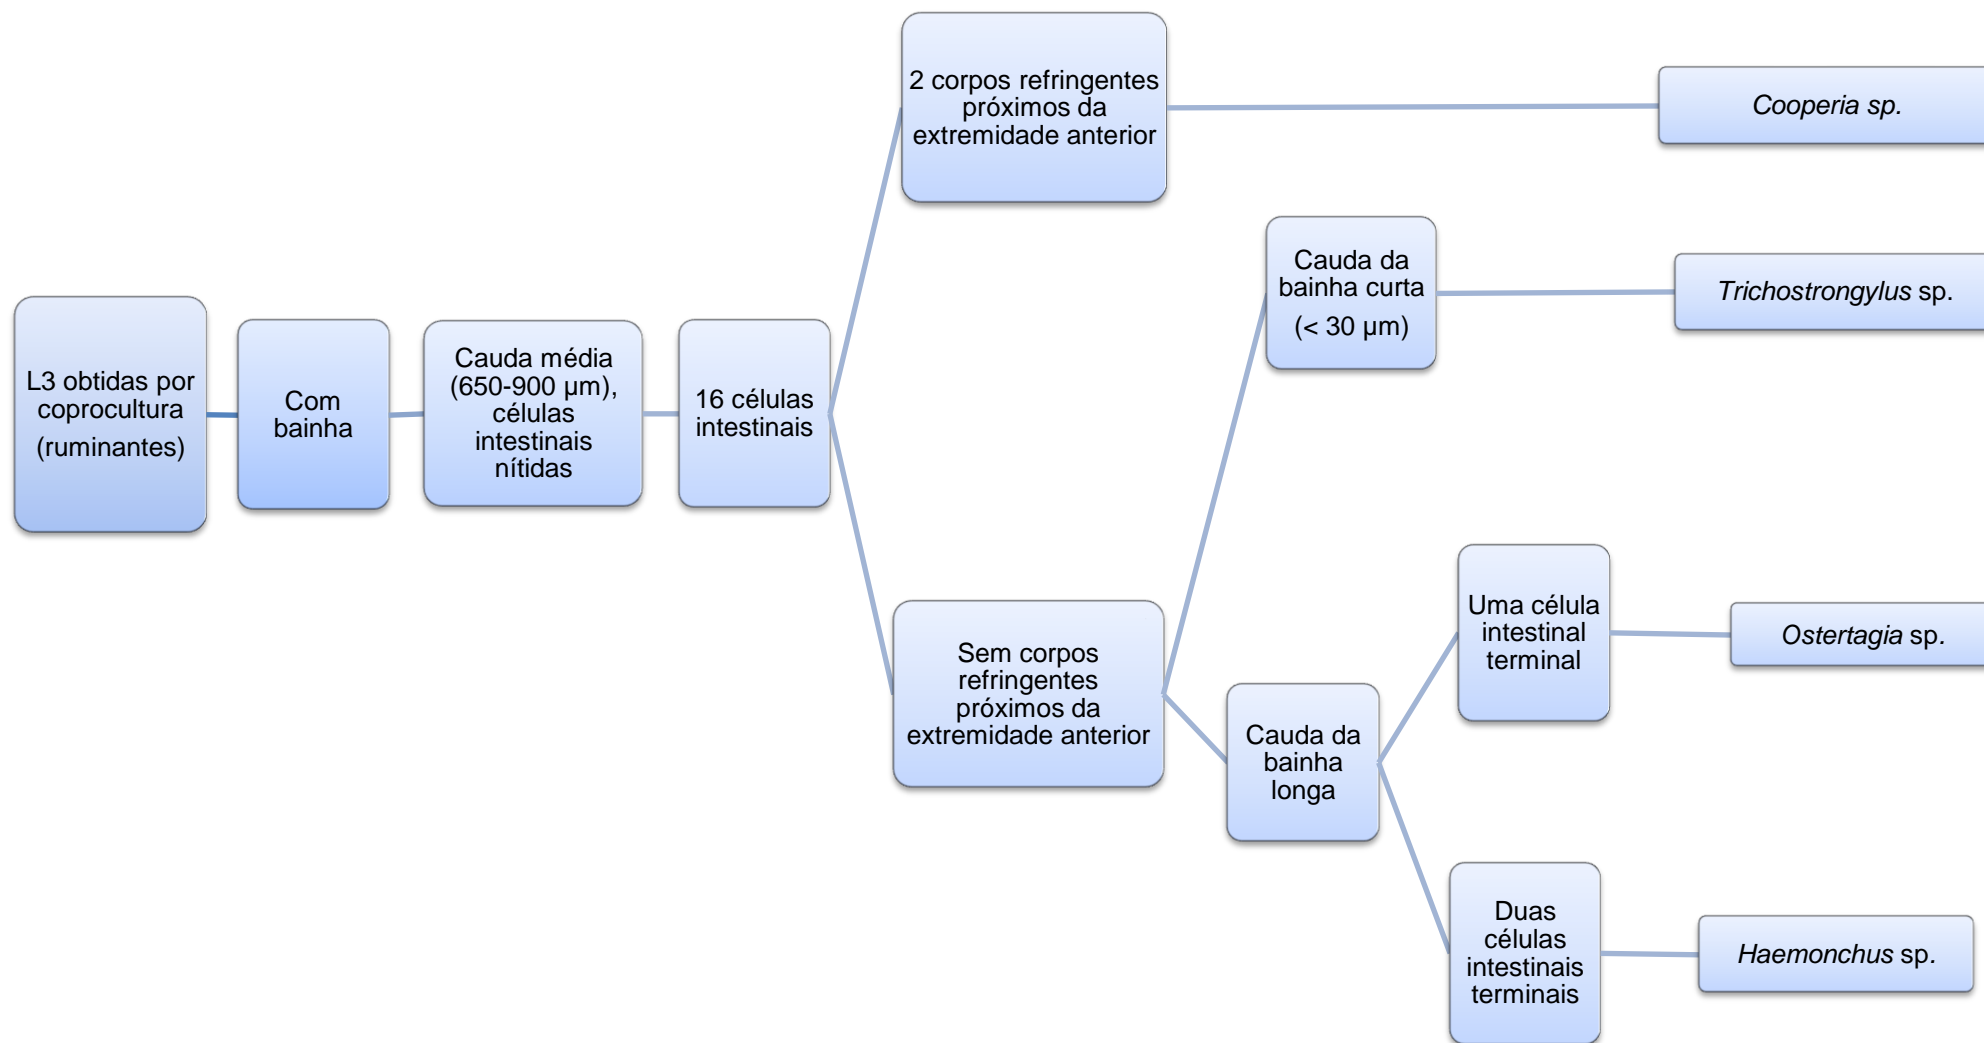 L3 obtidas por
coprocultura
(ruminantes)
Com
bainha
Cauda média
(650-900 µm),
células
intestinais
nítidas
16 células
intestinais
2 corpos refringentes
próximos da
extremidade anterior
Cooperia sp.
Cauda da
bainha curta
(< 30 µm)
Trichostrongylus sp.
Sem corpos
refringentes
próximos da
extremidade anterior
Cauda da
bainha
longa
Uma célula
intestinal
terminal
Ostertagia sp.
Duas
células
intestinais
terminais
Haemonchus sp.